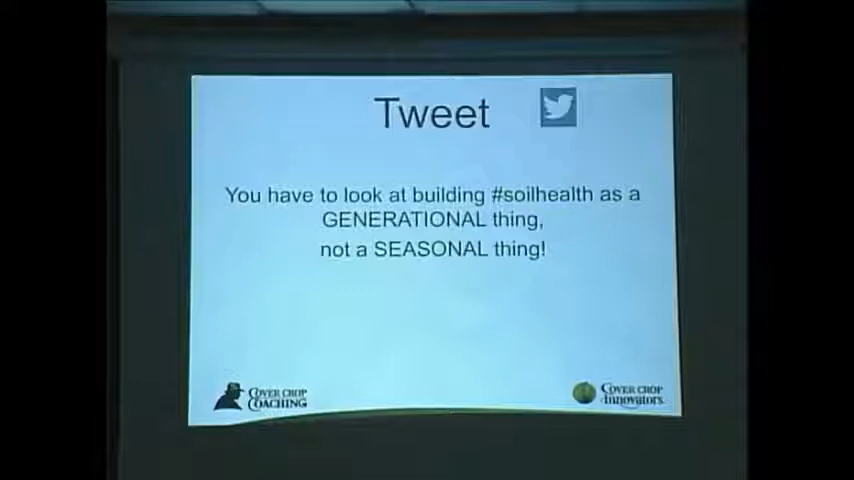 Tweet
You have to look at building #soilhealth as a
GENERATIONAL thing,
not a SEASONAL thing!
COVER CROP
COACHING
COVER CROP
Innovators